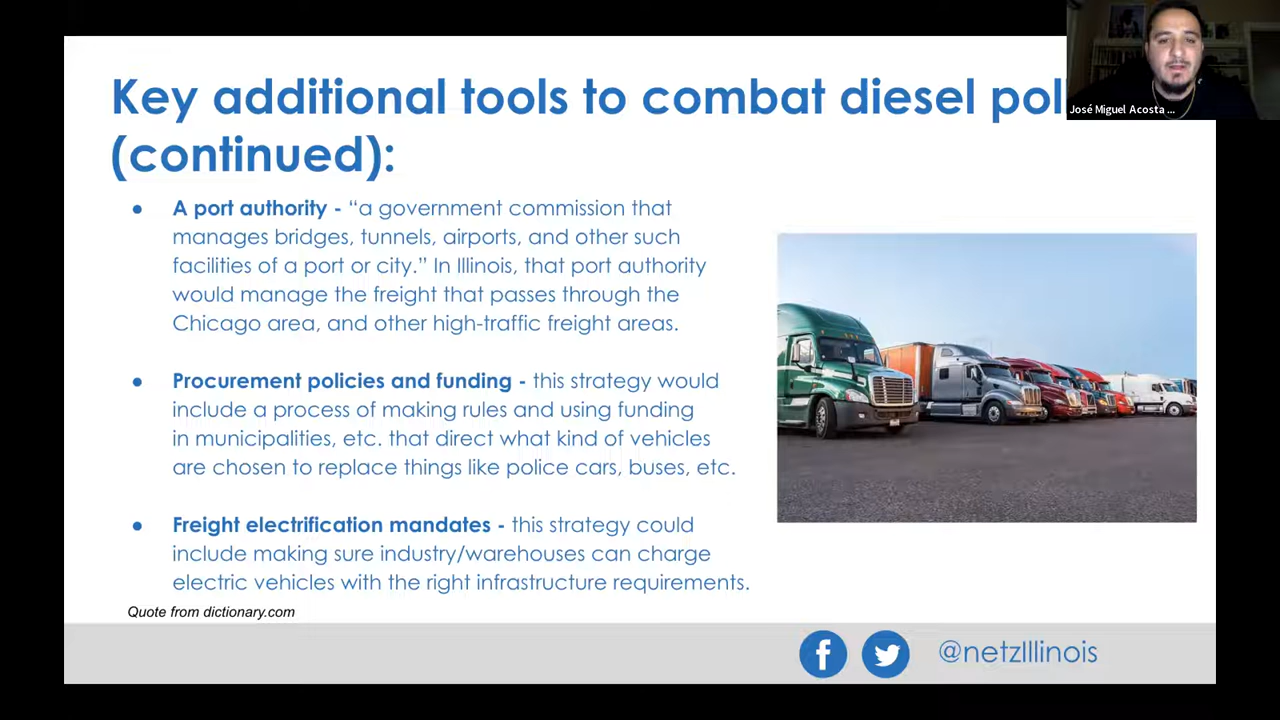 Key additional tools to combat diesel pol
(continued):
José Miguel Acosta ...
● A port authority - “a government commission that
manages bridges, tunnels, airports, and other such
facilities of a port or city.” In Illinois, that port authority
would manage the freight that passes through the
Chicago area, and other high-traffic freight areas.
● Procurement policies and funding - this strategy would
include a process of making rules and using funding
in municipalities, etc. that direct what kind of vehicles
are chosen to replace things like police cars, buses, etc.
● Freight electrification mandates - this strategy could
include making sure industry/warehouses can charge
electric vehicles with the right infrastructure requirements.
Quote from dictionary.com
@netzIllinois